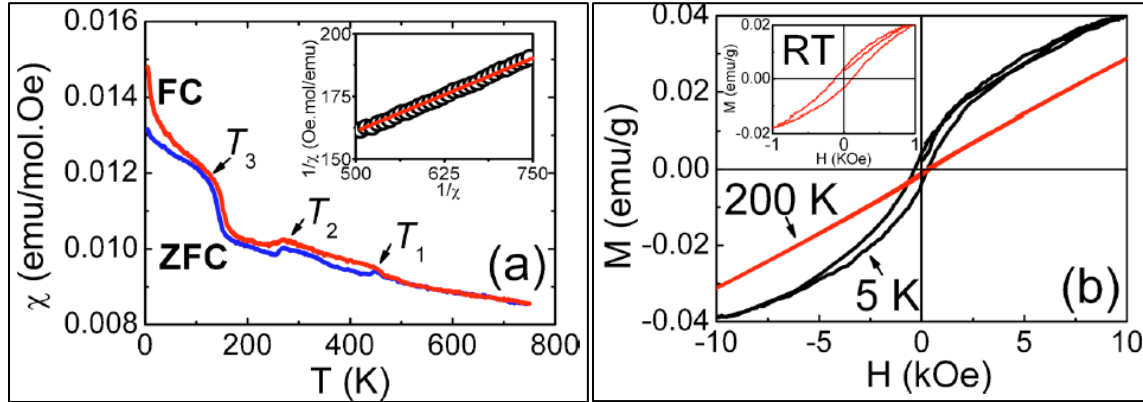 χ (emu/mol.Oe)
0.016
0.014
0.012
0.010
0.008
0
200
400
600
800
T (K)
FC
ZFC
T3
T2
T1
(a)
1/χ (Oe.mol/emu)
200
190
175
163
150
500
625
750
1/χ
M (emu/g)
0.04
0.02
0.00
-0.02
-0.04
-10
-5
0
5
10
H (kOe)
200 K
5 K
(b)
RT
M (emu/g)
0.02
0.00
-0.02
-1
0
1
H (KOe)